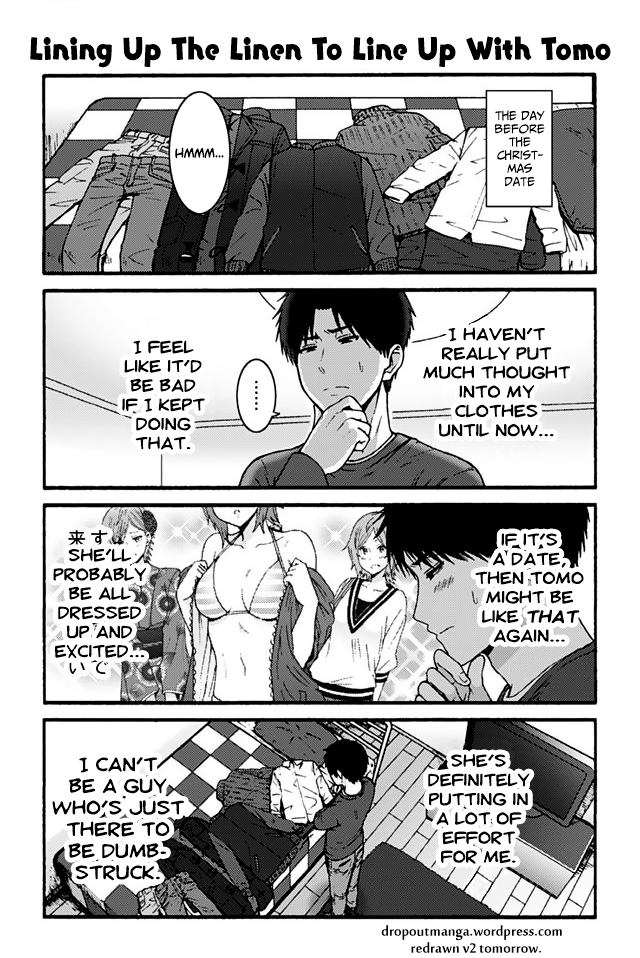 Lining Up The Linen To Line Up With Tomo
THE DAY
BEFORE
THE
CHRIST-
MAS
DATE
HMMM...
I HAVEN'T
REALLY PUT
MUCH THOUGHT
INTO MY
CLOTHES
UNTIL NOW...
......
I FEEL
LIKE IT'D
BE BAD
IF I KEPT
DOING
THAT.
IF IT'S
A DATE,
THEN TOMO
MIGHT BE
LIKE THAT
AGAIN...
来す
SHE'LL
PROBABLY
BE ALL
DRESSED
UP AND
EXCITED...
いで
SHE'S
DEFINITELY
PUTTING IN
A LOT OF
EFFORT
FOR ME.
I CAN'T
BE A GUY
WHO'S JUST
THERE TO
BE DUMB-
STRUCK.
dropoutmanga.wordpress.com
redrawn v2 tomorrow.